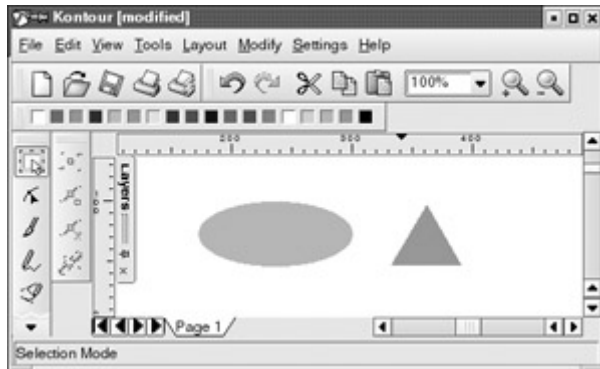 Kontour [modified]
File Edit View Tools Layout Modify Settings Help
100%
200 300 400
Layers
Page 1
Selection Mode